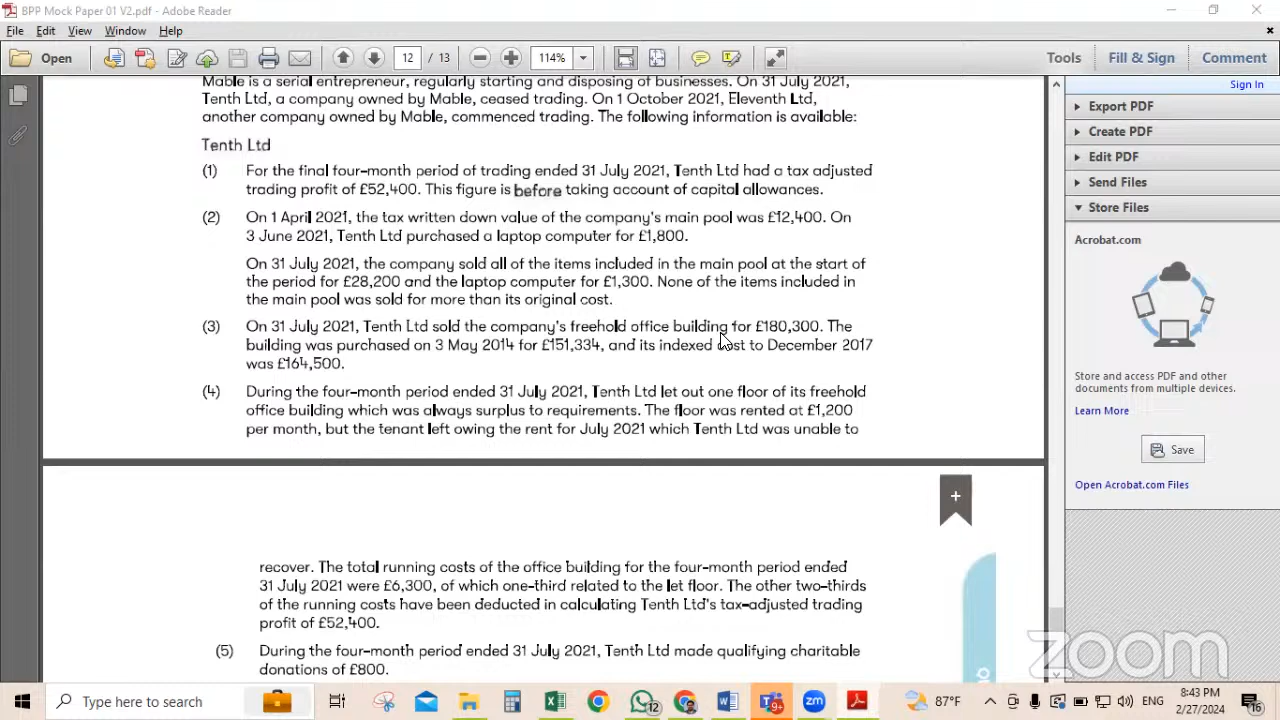 BPP Mock Paper 01 V2.pdf - Adobe Reader
File Edit View Window Help
Open 12 / 13 114% Tools Fill & Sign Comment
Sign In
Mable is a serial entrepreneur, regularly starting and disposing of businesses. On 31 July 2021,
Tenth Ltd, a company owned by Mable, ceased trading. On 1 October 2021, Eleventh Ltd,
another company owned by Mable, commenced trading. The following information is available:
Tenth Ltd
(1) For the final four-month period of trading ended 31 July 2021, Tenth Ltd had a tax adjusted
trading profit of £52,400. This figure is before taking account of capital allowances.
(2) On 1 April 2021, the tax written down value of the company's main pool was £12,400. On
3 June 2021, Tenth Ltd purchased a laptop computer for £1,800.
On 31 July 2021, the company sold all of the items included in the main pool at the start of
the period for £28,200 and the laptop computer for £1,300. None of the items included in
the main pool was sold for more than its original cost.
(3) On 31 July 2021, Tenth Ltd sold the company's freehold office building for £180,300. The
building was purchased on 3 May 2014 for £151,334, and its indexed cost to December 2017
was £164,500.
(4) During the four-month period ended 31 July 2021, Tenth Ltd let out one floor of its freehold
office building which was always surplus to requirements. The floor was rented at £1,200
per month, but the tenant left owing the rent for July 2021 which Tenth Ltd was unable to
recover. The total running costs of the office building for the four-month period ended
31 July 2021 were £6,300, of which one-third related to the let floor. The other two-thirds
of the running costs have been deducted in calculating Tenth Ltd's tax-adjusted trading
profit of £52,400.
(5) During the four-month period ended 31 July 2021, Tenth Ltd made qualifying charitable
donations of £800.
Export PDF
Create PDF
Edit PDF
Send Files
Store Files
Acrobat.com
Store and access PDF and other
documents from multiple devices.
Learn More
Save
Open Acrobat.com Files
zoom
Type here to search
12
9+
zm
87°F
ENG
8:43 PM
2/27/2024
16